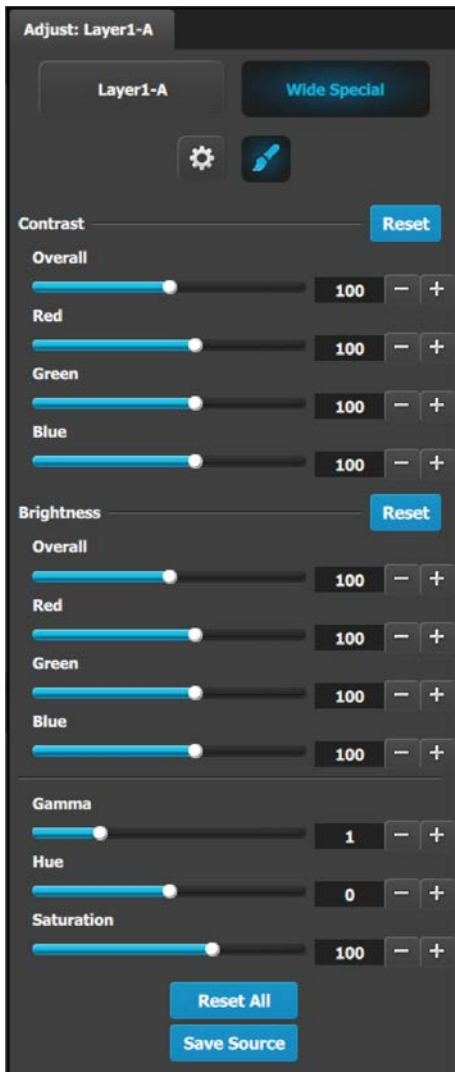 Adjust: Layer1-A
Layer1-A Wide Special
Contrast Reset
Overall
100 − +
Red
100 − +
Green
100 − +
Blue
100 − +
Brightness Reset
Overall
100 − +
Red
100 − +
Green
100 − +
Blue
100 − +
Gamma
1 − +
Hue
0 − +
Saturation
100 − +
Reset All
Save Source